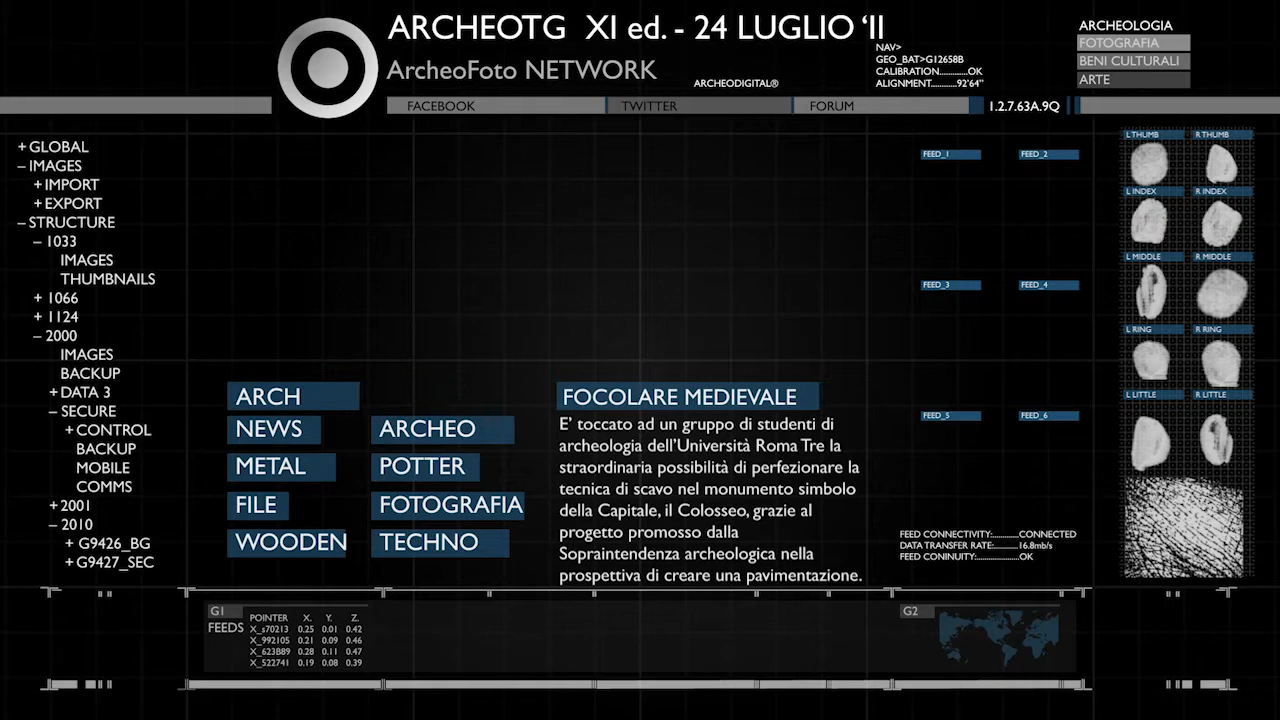 ARCHEOTG XI ed. - 24 LUGLIO ‘II
ArcheoFoto NETWORK
ARCHEODIGITAL®
NAV>
GEO_BAT>G12658B
CALIBRATION.............OK
ALIGNMENT...........92'64"
ARCHEOLOGIA
FOTOGRAFIA
BENI CULTURALI
ARTE
FACEBOOK
TWITTER
FORUM
1.2.7.63A.9Q
+ GLOBAL
– IMAGES
+ IMPORT
+ EXPORT
– STRUCTURE
– 1033
IMAGES
THUMBNAILS
+ 1066
+ 1124
– 2000
IMAGES
BACKUP
+ DATA 3
– SECURE
+ CONTROL
BACKUP
MOBILE
COMMS
+ 2001
– 2010
+ G9426_BG
+ G9427_SEC
ARCH
NEWS
METAL
FILE
WOODEN
ARCHEO
POTTER
FOTOGRAFIA
TECHNO
FOCOLARE MEDIEVALE
E’ toccato ad un gruppo di studenti di
archeologia dell’Università Roma Tre la
straordinaria possibilità di perfezionare la
tecnica di scavo nel monumento simbolo
della Capitale, il Colosseo, grazie al
progetto promosso dalla
Sopraintendenza archeologica nella
prospettiva di creare una pavimentazione.
FEED_1
FEED_2
FEED_3
FEED_4
FEED_5
FEED_6
FEED CONNECTIVITY:............CONNECTED
DATA TRANSFER RATE:..........16.8mb/s
FEED CONINUITY:....................OK
L THUMB
R THUMB
L INDEX
R INDEX
L MIDDLE
R MIDDLE
L RING
R RING
L LITTLE
R LITTLE
G1
FEEDS
POINTER X. Y. Z.
X_s70213 0.25 0.01 0.42
X_992105 0.21 0.09 0.46
X_623B89 0.28 0.11 0.47
X_522741 0.19 0.08 0.39
G2